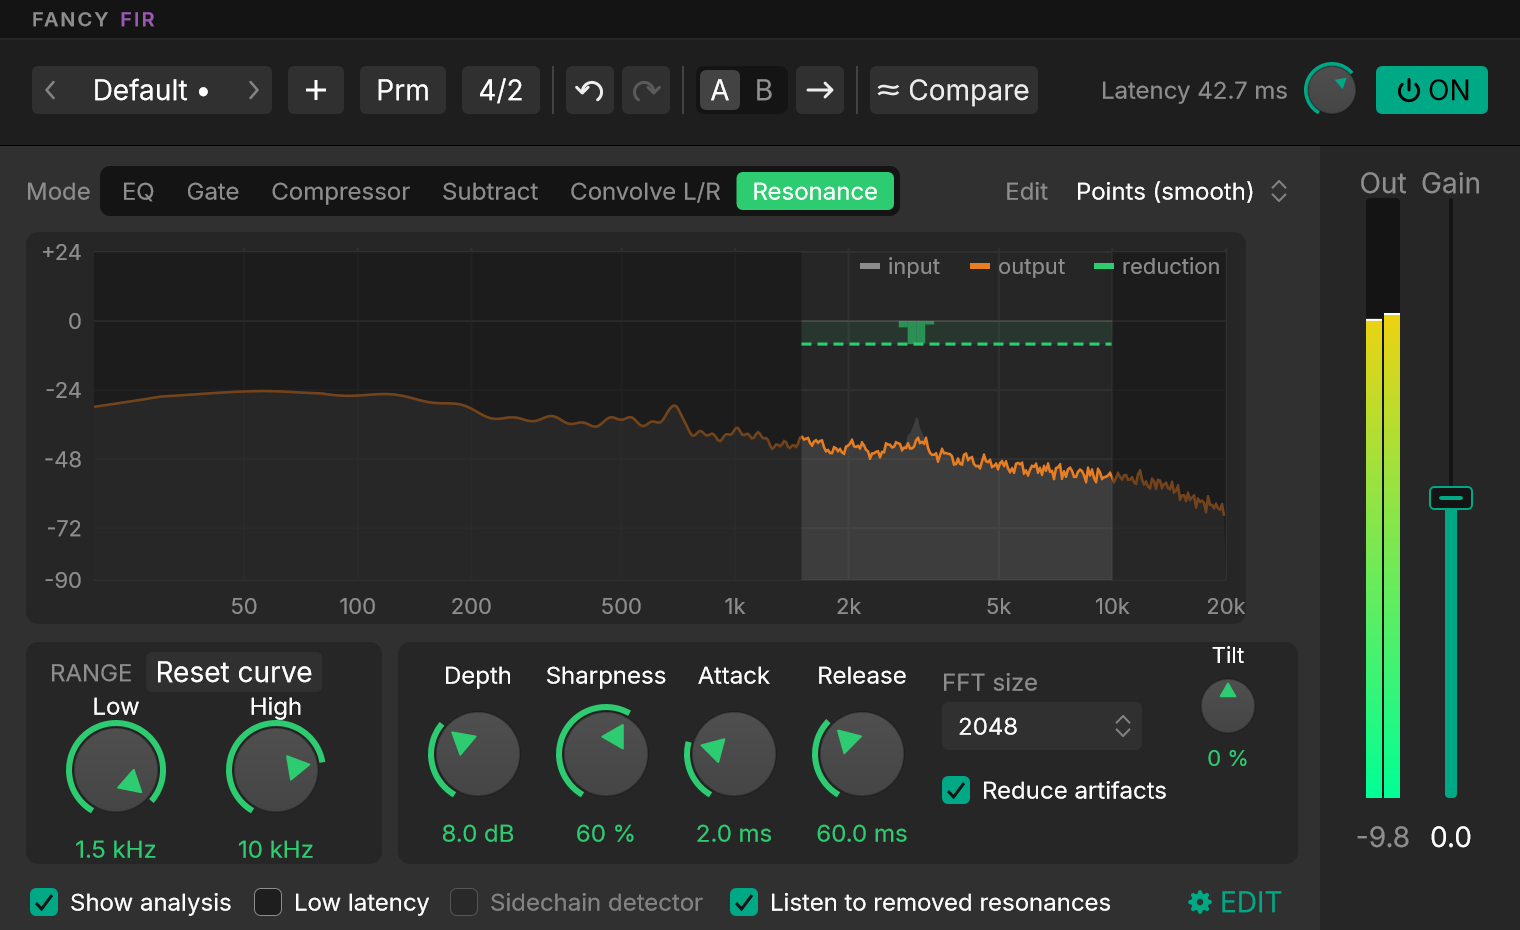 FANCY FIR
Default •
+
Prm
4/2
A B
Compare
Latency 42.7 ms
ON
Mode EQ Gate Compressor Subtract Convolve L/R Resonance
Edit Points (smooth)
Out Gain
input output reduction
+24
0
-24
-48
-72
-90
50 100 200 500 1k 2k 5k 10k 20k
RANGE Reset curve
Low High
1.5 kHz 10 kHz
Depth Sharpness Attack Release
8.0 dB 60 % 2.0 ms 60.0 ms
FFT size
2048
Reduce artifacts
Tilt
0 %
-9.8 0.0
Show analysis Low latency Sidechain detector Listen to removed resonances
EDIT